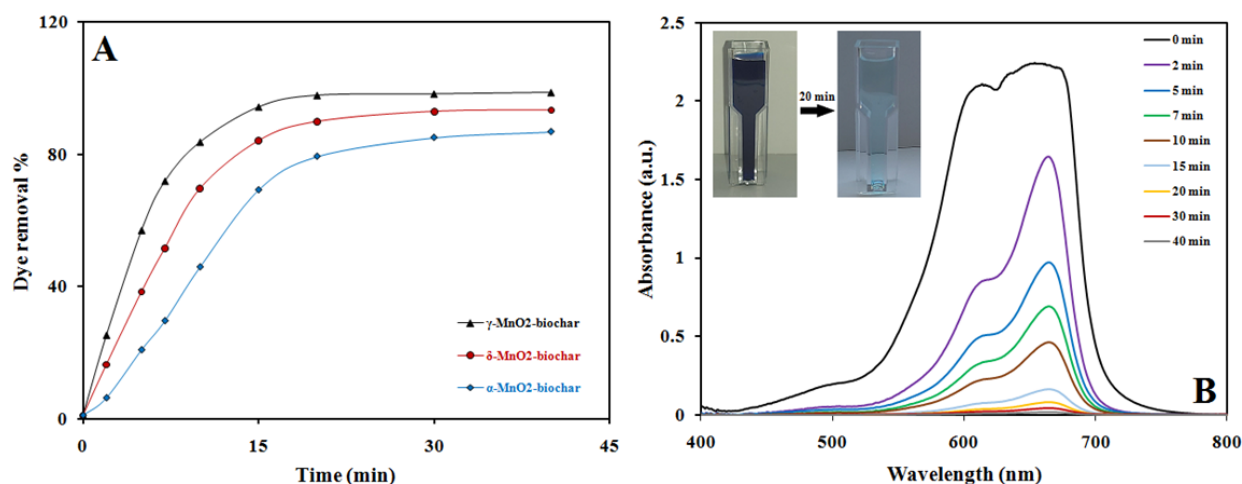 A
120
80
40
0
0
15
30
45
Dye removal %
Time (min)
γ-MnO2-biochar
δ-MnO2-biochar
α-MnO2-biochar
B
2.5
2
1.5
1
0.5
0
400
500
600
700
800
Absorbance (a.u.)
Wavelength (nm)
20 min
0 min
2 min
5 min
7 min
10 min
15 min
20 min
30 min
40 min